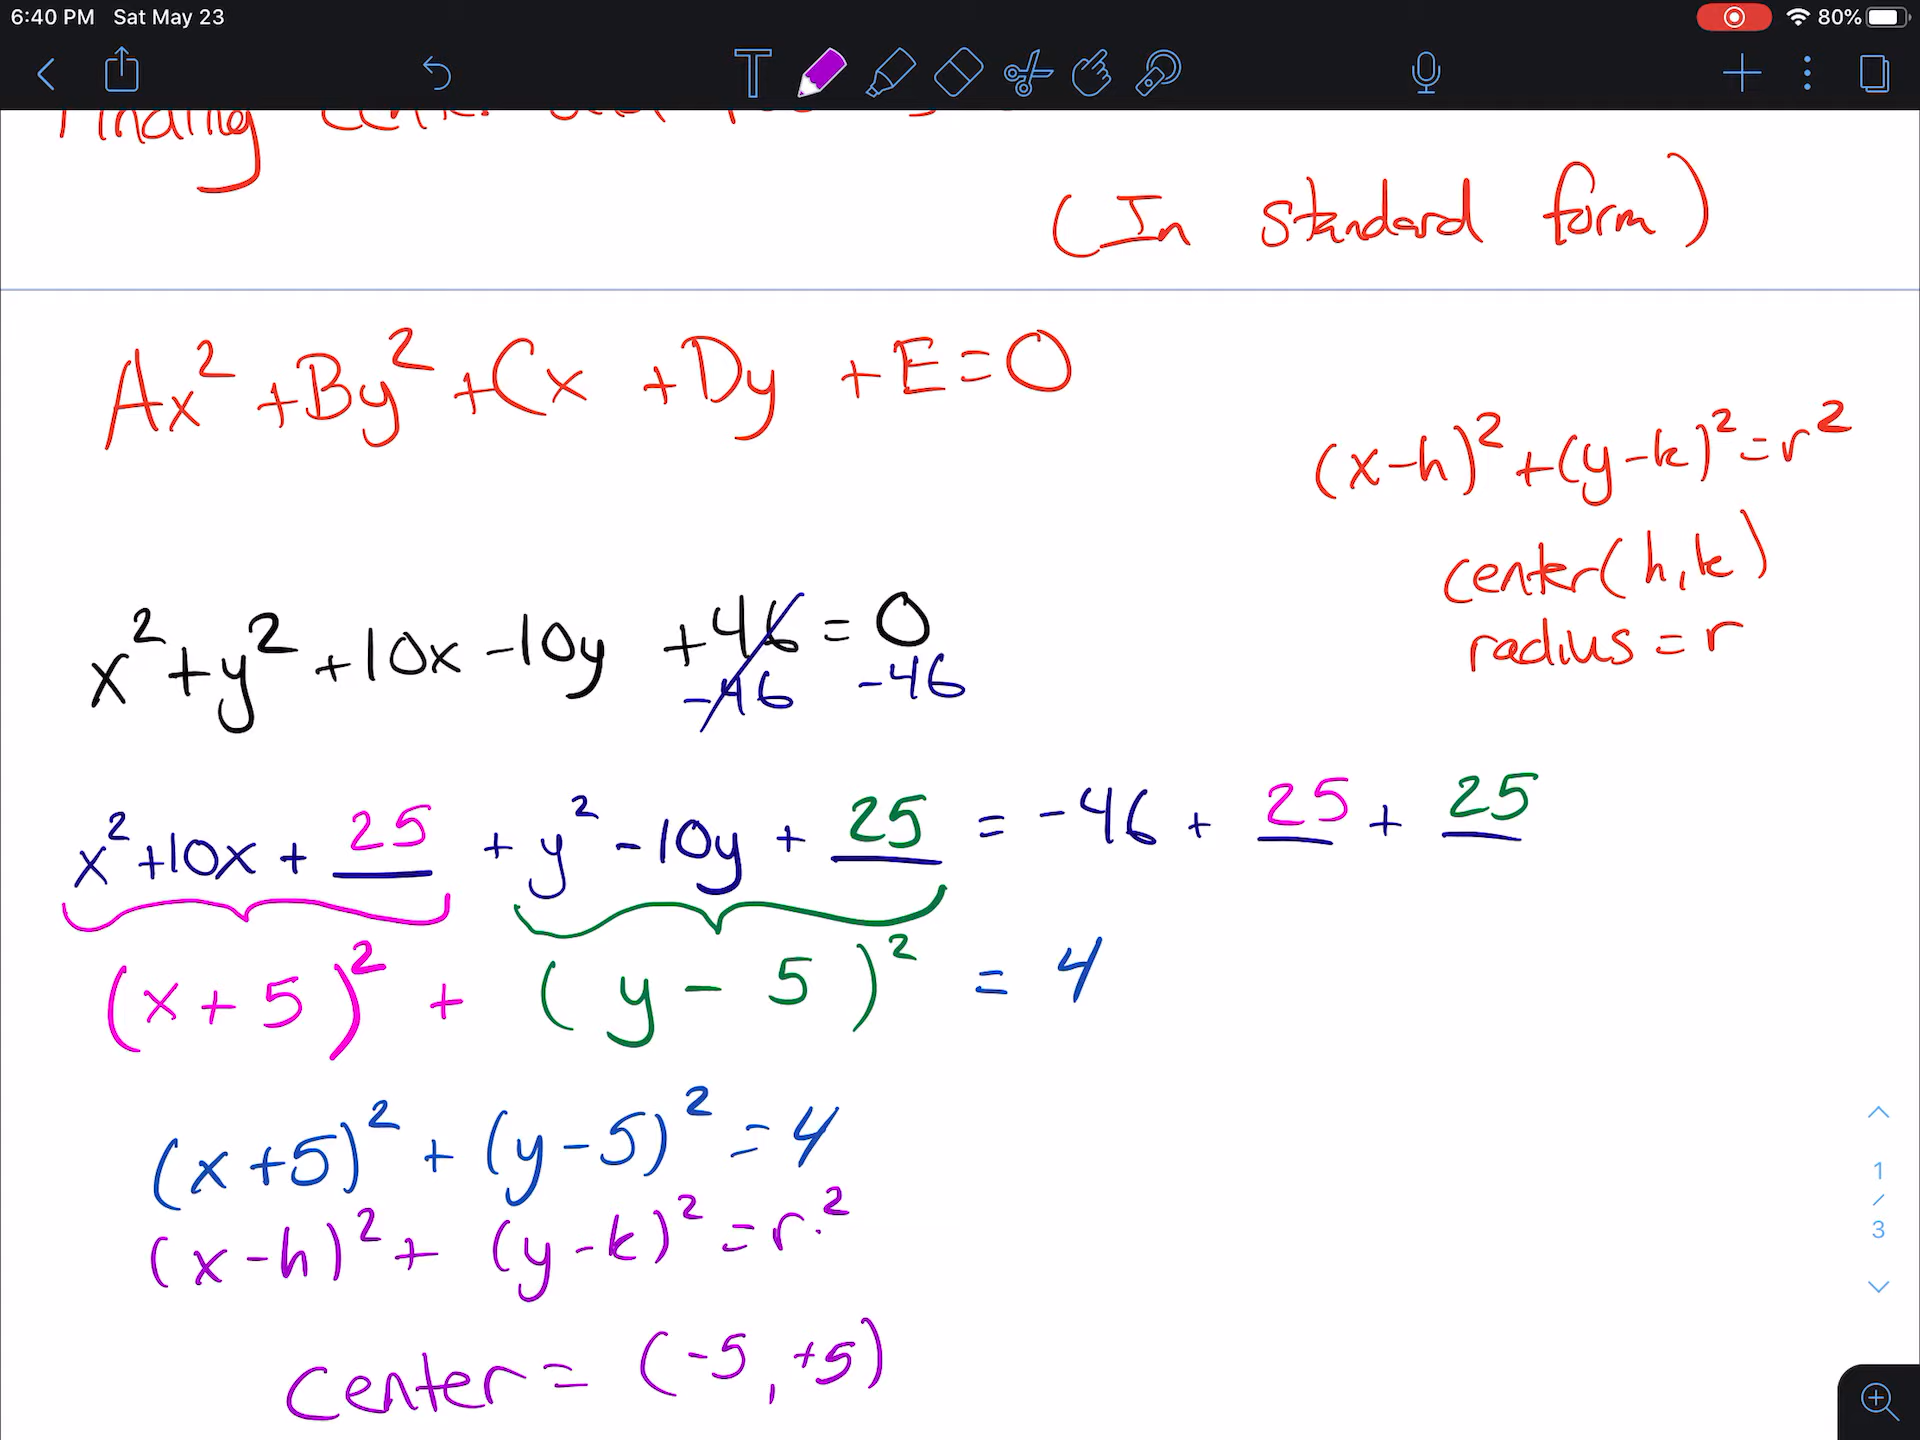 6:40 PM Sat May 23
80%
Finding
(In standard form)
Ax² + By² + Cx + Dy + E = 0
(x-h)² + (y-k)² = r²
center (h,k)
radius = r
x² + y² + 10x - 10y + 46 = 0
-46 -46
x² + 10x + 25 + y² - 10y + 25 = -46 + 25 + 25
(x + 5)² + (y - 5)² = 4
(x+5)² + (y-5)² = 4
(x-h)² + (y-k)² = r²
center = (-5, +5)
1
/
3